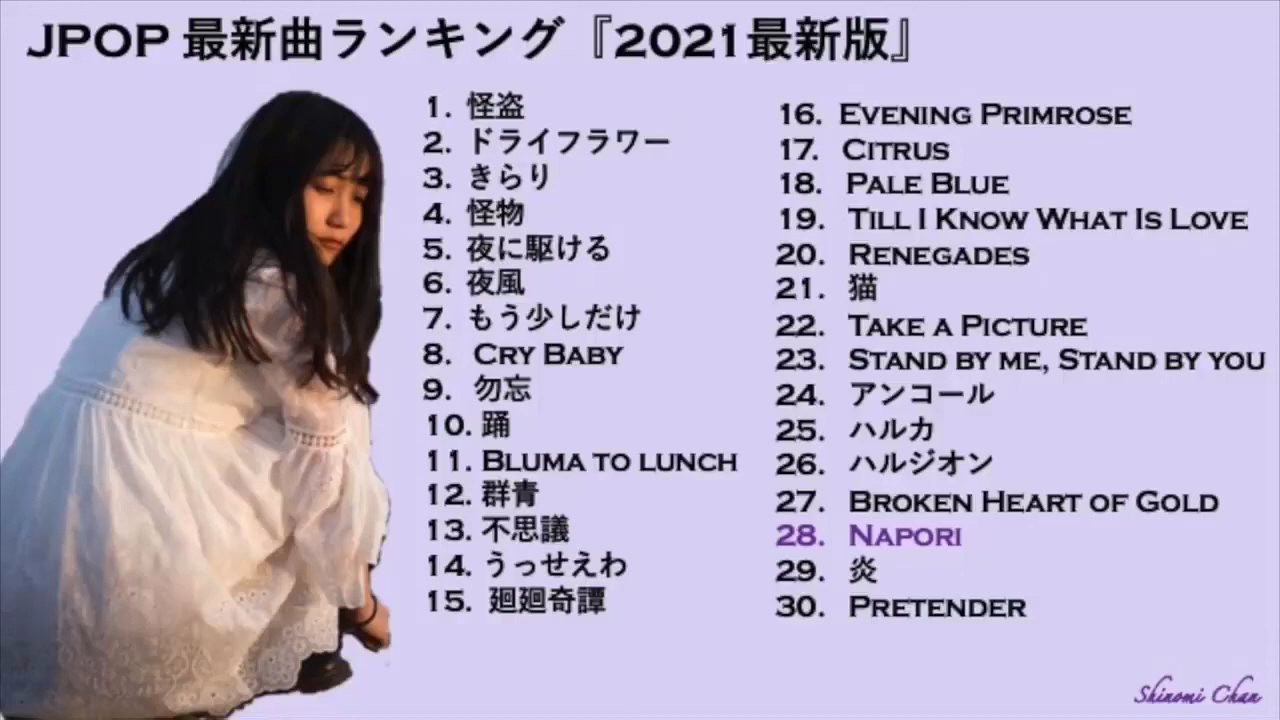 JPOP 最新曲ランキング『2021最新版』
1. 怪盗
2. ドライフラワー
3. きらり
4. 怪物
5. 夜に駆ける
6. 夜風
7. もう少しだけ
8. CRY BABY
9. 勿忘
10. 踊
11. BLUMA TO LUNCH
12. 群青
13. 不思議
14. うっせえわ
15. 廻廻奇譚
16. EVENING PRIMROSE
17. CITRUS
18. PALE BLUE
19. TILL I KNOW WHAT IS LOVE
20. RENEGADES
21. 猫
22. TAKE A PICTURE
23. STAND BY ME, STAND BY YOU
24. アンコール
25. ハルカ
26. ハルジオン
27. BROKEN HEART OF GOLD
28. NAPORI
29. 炎
30. PRETENDER
Shinomi Chan